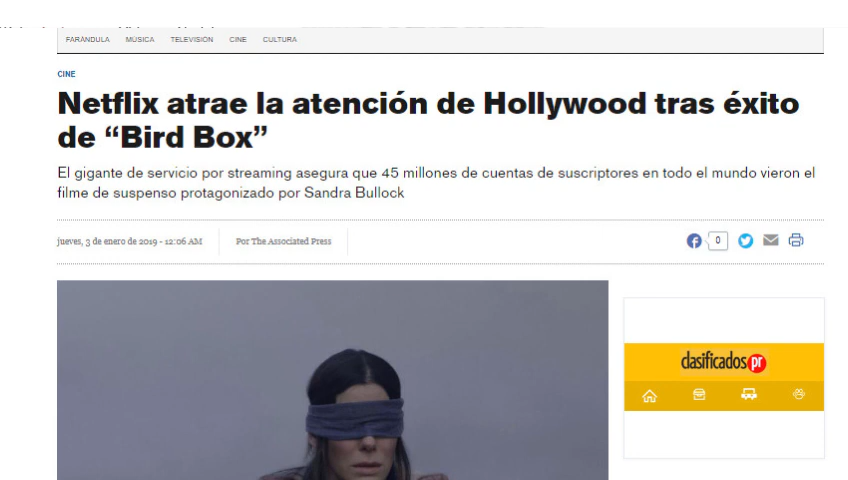 FARÁNDULA MÚSICA TELEVISIÓN CINE CULTURA
CINE
Netflix atrae la atención de Hollywood tras éxito
de “Bird Box”
El gigante de servicio por streaming asegura que 45 millones de cuentas de suscriptores en todo el mundo vieron el
filme de suspenso protagonizado por Sandra Bullock
jueves, 3 de enero de 2019 - 12:06 AM Por The Associated Press
0
clasificados pr